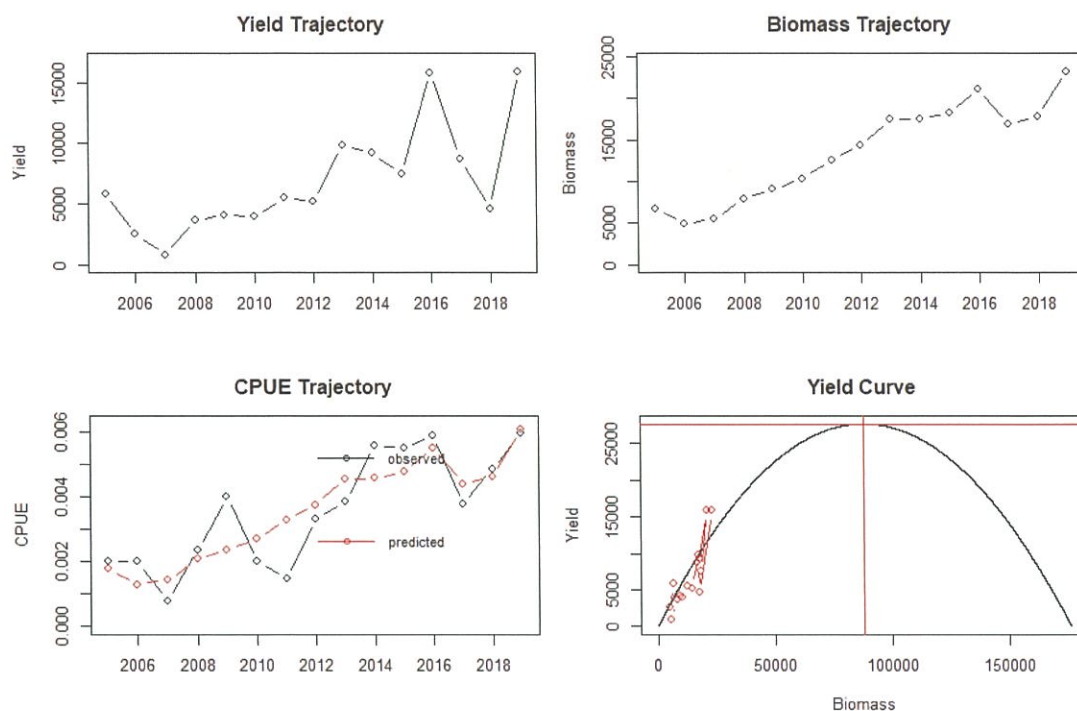 Yield Trajectory
Yield
0 5000 10000 15000
2006 2008 2010 2012 2014 2016 2018
Biomass Trajectory
Biomass
0 5000 15000 25000
2006 2008 2010 2012 2014 2016 2018
CPUE Trajectory
CPUE
0.000 0.002 0.004 0.006
observed
predicted
2006 2008 2010 2012 2014 2016 2018
Yield Curve
Yield
0 5000 15000 25000
0 50000 100000 150000
Biomass